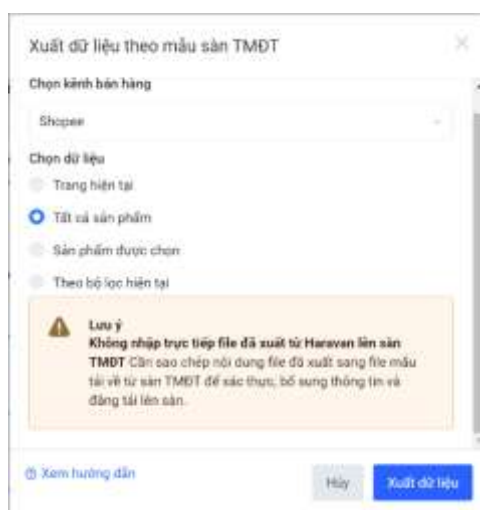 Xuất dữ liệu theo mẫu sàn TMĐT
Chọn kênh bán hàng
Shopee
Chọn dữ liệu
Trang hiện tại
Tất cả sản phẩm
Sản phẩm được chọn
Theo bộ lọc hiện tại
Lưu ý
Không nhập trực tiếp file đã xuất từ Haravan lên sàn
TMĐT Cần sao chép nội dung file đã xuất sang file mẫu
tải về từ sàn TMĐT để xác thực, bổ sung thông tin và
đăng tải lên sàn.
Xem hướng dẫn
Hủy
Xuất dữ liệu